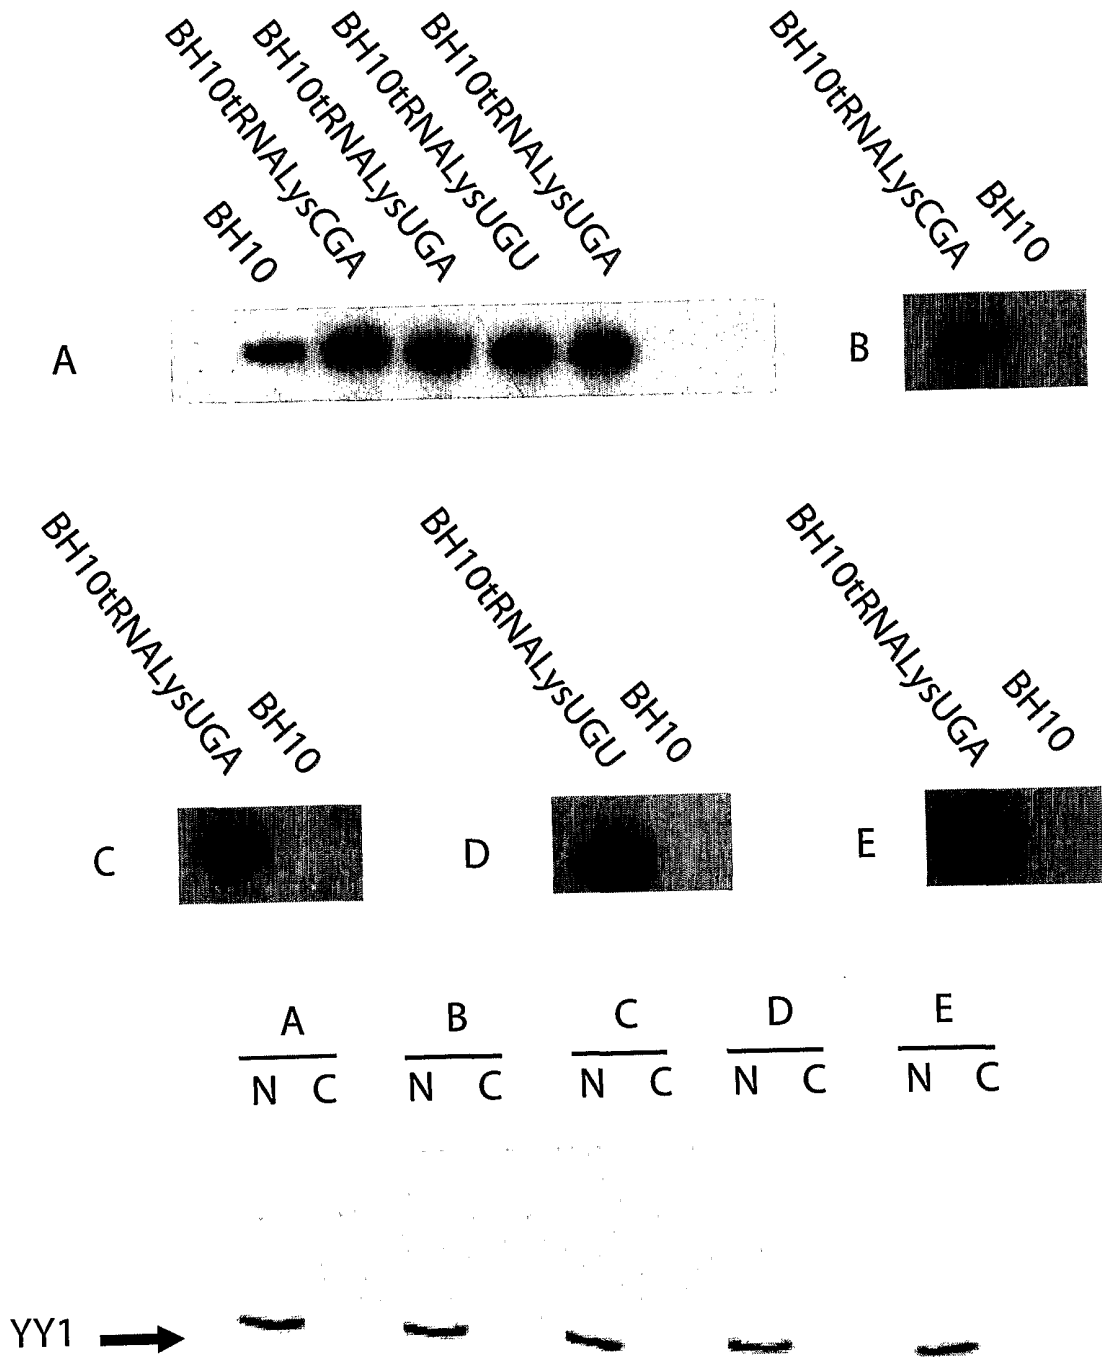 BH10
BH10tRNALysCGA
BH10tRNALysUGA
BH10tRNALysUGU
BH10tRNALysUGA
A
BH10tRNALysCGA
BH10
B
BH10tRNALysUGA
BH10
C
BH10tRNALysUGU
BH10
D
BH10tRNALysUGA
BH10
E
A B C D E
N C N C N C N C N C
YY1